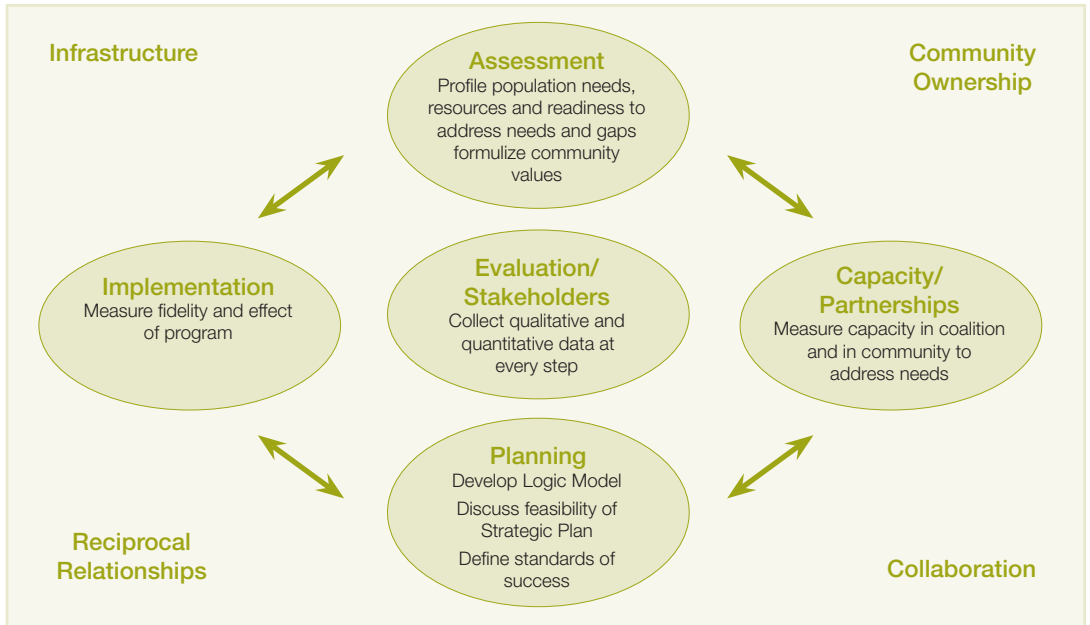 Infrastructure
Community
Ownership
Assessment
Profile population needs,
resources and readiness to
address needs and gaps
formulize community
values
Implementation
Measure fidelity and effect
of program
Evaluation/
Stakeholders
Collect qualitative and
quantitative data at
every step
Capacity/
Partnerships
Measure capacity in coalition
and in community to
address needs
Planning
Develop Logic Model
Discuss feasibility of
Strategic Plan
Define standards of
success
Reciprocal
Relationships
Collaboration